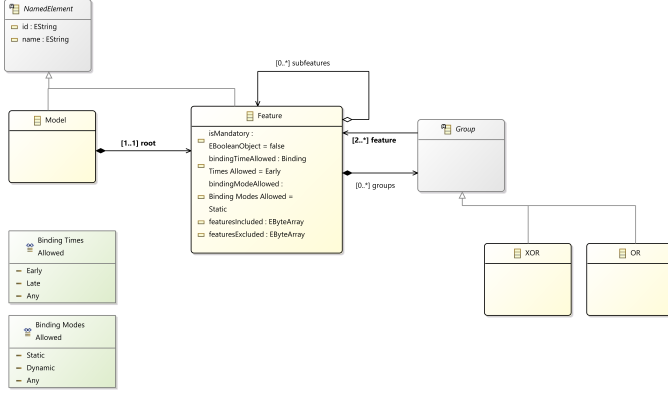 NamedElement
id : EString
name : EString
[0..*] subfeatures
Model
[1..1] root
Feature
isMandatory :
EBooleanObject = false
bindingTimeAllowed : Binding
Times Allowed = Early
bindingModeAllowed :
Binding Modes Allowed =
Static
featuresIncluded : EByteArray
featuresExcluded : EByteArray
Group
[2..*] feature
[0..*] groups
XOR
OR
Binding Times
Allowed
Early
Late
Any
Binding Modes
Allowed
Static
Dynamic
Any